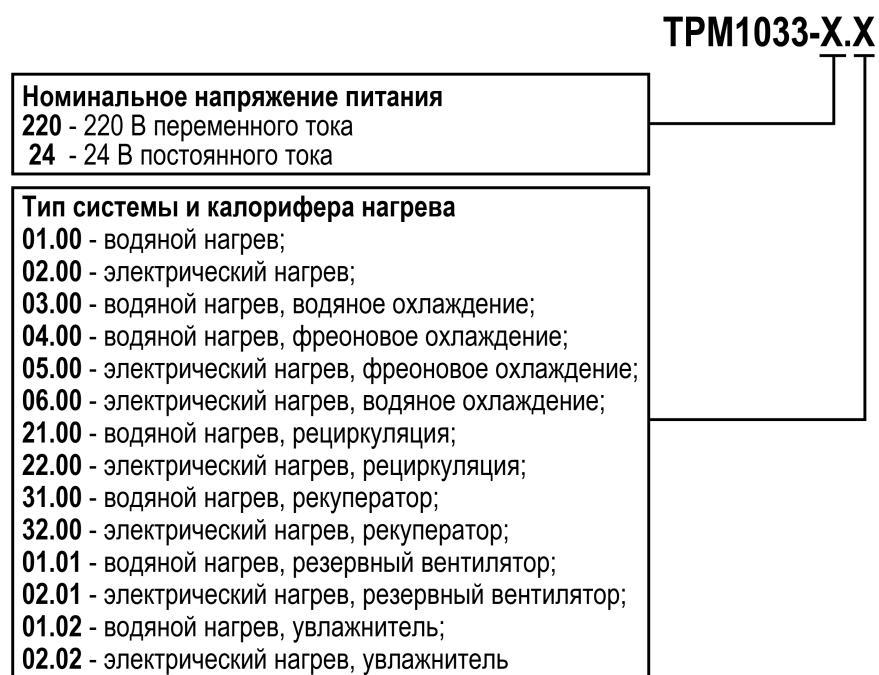 ТРМ1033-Х.Х
Номинальное напряжение питания
220 - 220 В переменного тока
24 - 24 В постоянного тока
Тип системы и калорифера нагрева
01.00 - водяной нагрев;
02.00 - электрический нагрев;
03.00 - водяной нагрев, водяное охлаждение;
04.00 - водяной нагрев, фреоновое охлаждение;
05.00 - электрический нагрев, фреоновое охлаждение;
06.00 - электрический нагрев, водяное охлаждение;
21.00 - водяной нагрев, рециркуляция;
22.00 - электрический нагрев, рециркуляция;
31.00 - водяной нагрев, рекуператор;
32.00 - электрический нагрев, рекуператор;
01.01 - водяной нагрев, резервный вентилятор;
02.01 - электрический нагрев, резервный вентилятор;
01.02 - водяной нагрев, увлажнитель;
02.02 - электрический нагрев, увлажнитель